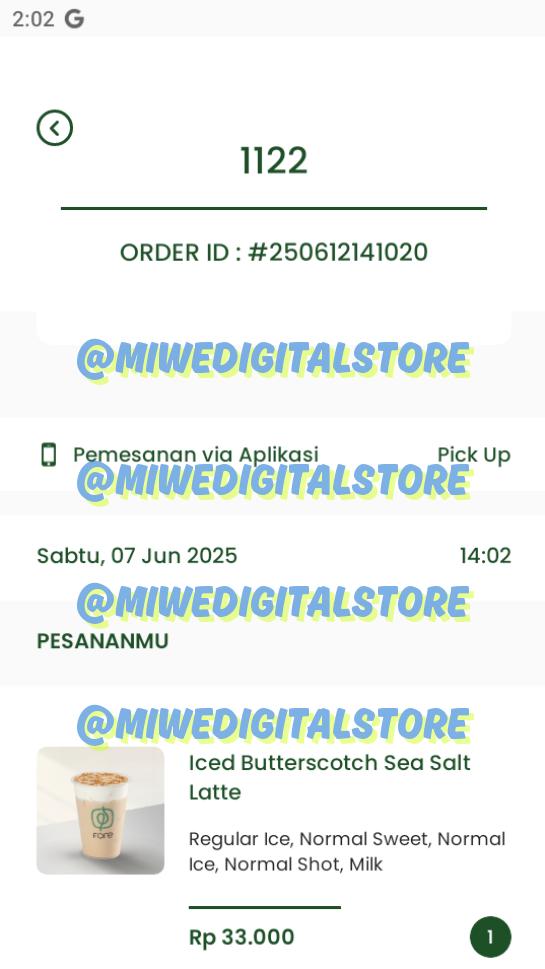 2:02 G
1122
ORDER ID : #250612141020
@MIWEDIGITALSTORE
Pemesanan via Aplikasi Pick Up
@MIWEDIGITALSTORE
Sabtu, 07 Jun 2025 14:02
@MIWEDIGITALSTORE
PESANANMU
@MIWEDIGITALSTORE
Iced Butterscotch Sea Salt
Latte
FORE
Regular Ice, Normal Sweet, Normal
Ice, Normal Shot, Milk
Rp 33.000 1